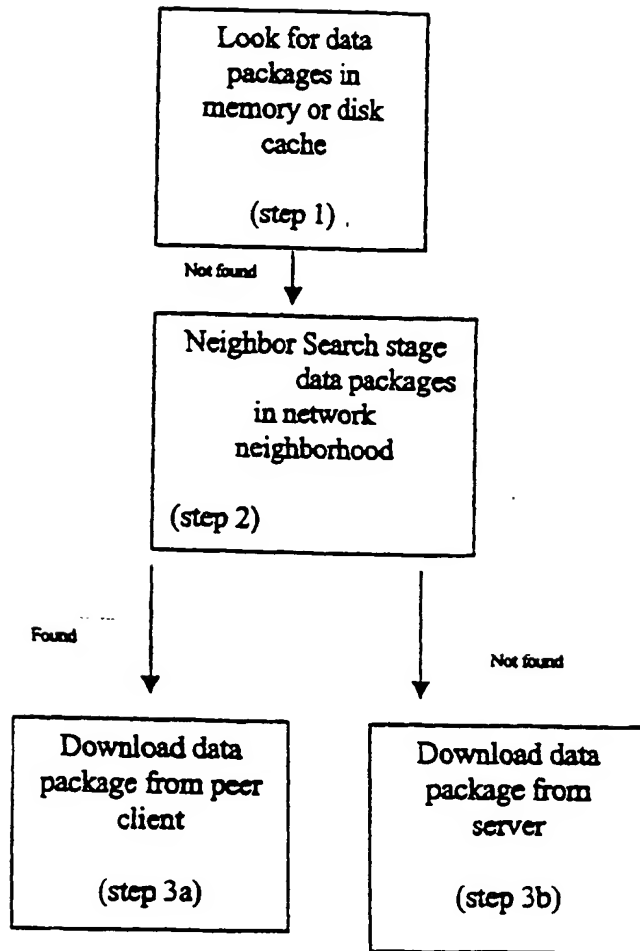 Look for data
packages in
memory or disk
cache
(step 1)
Not found
Neighbor Search stage
data packages
in network
neighborhood
(step 2)
Found
Not found
Download data
package from peer
client
(step 3a)
Download data
package from
server
(step 3b)